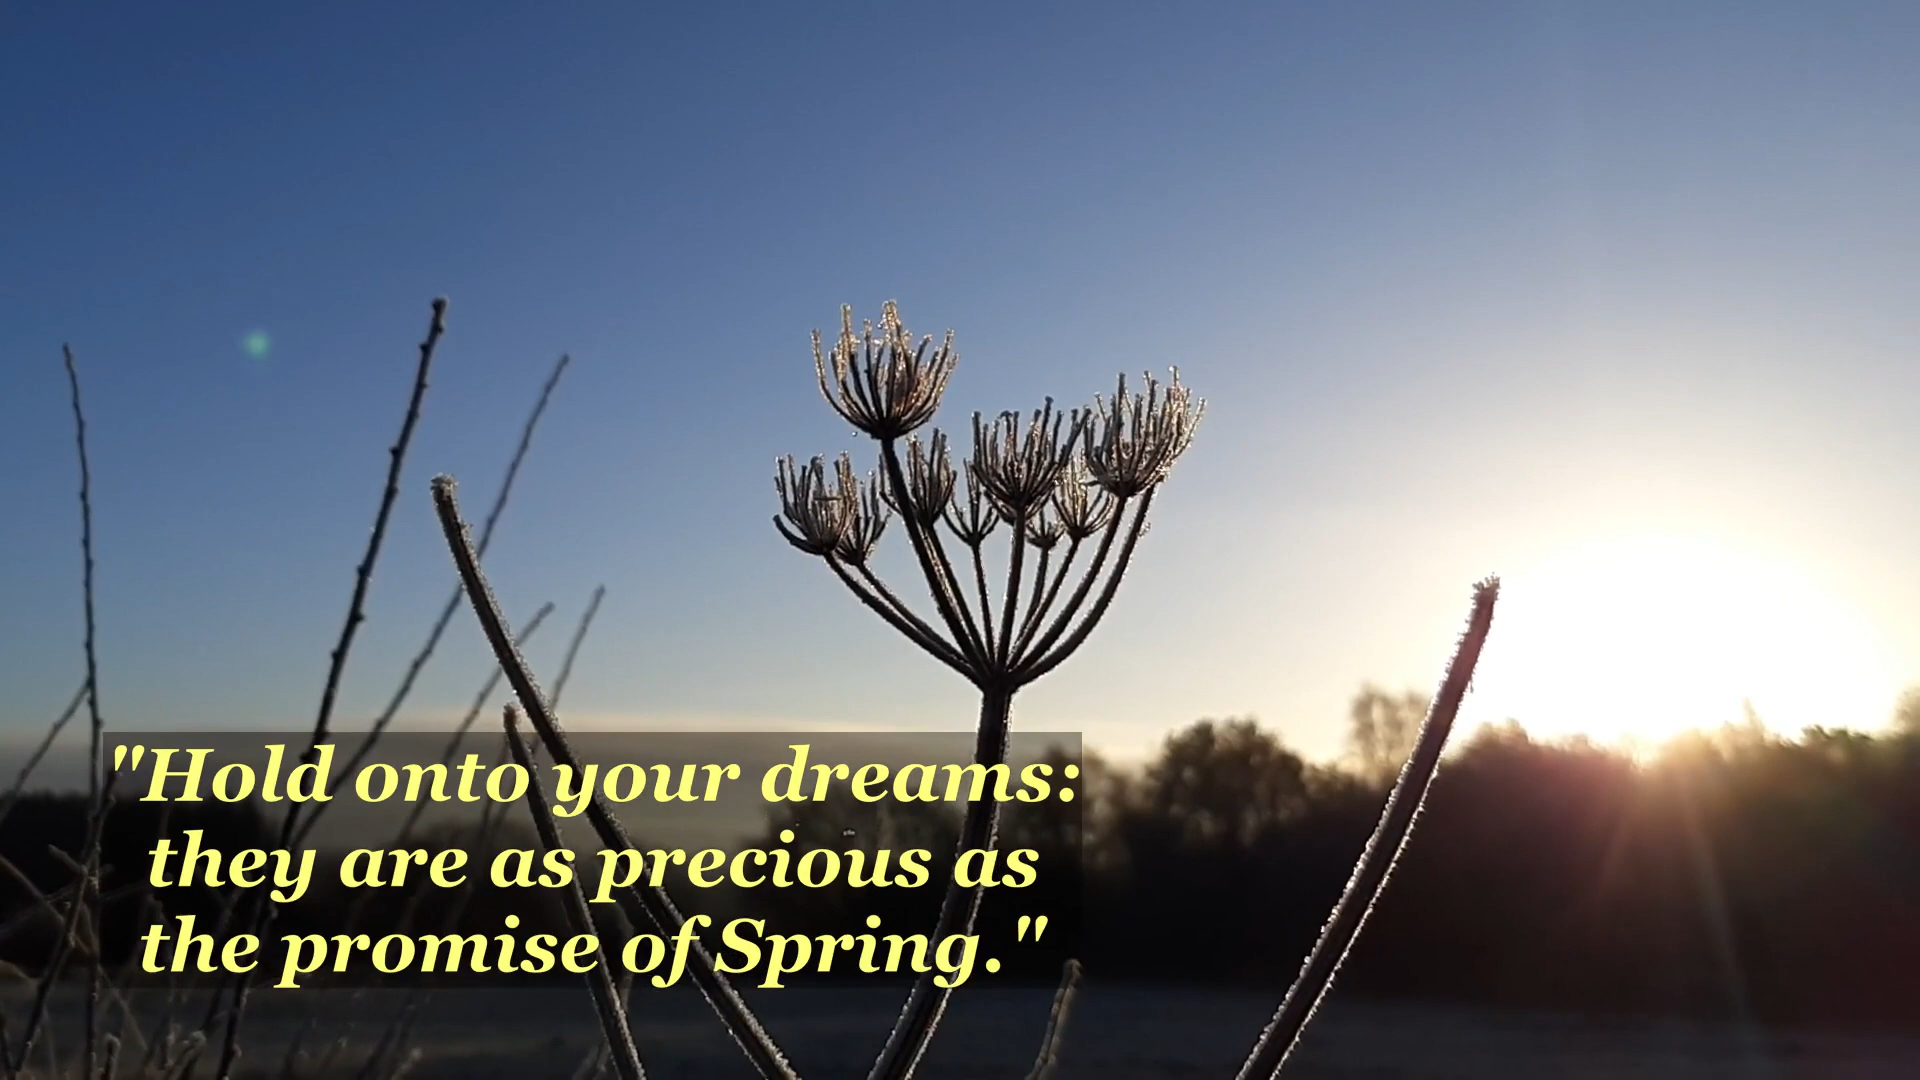 "Hold onto your dreams:
they are as precious as
the promise of Spring."